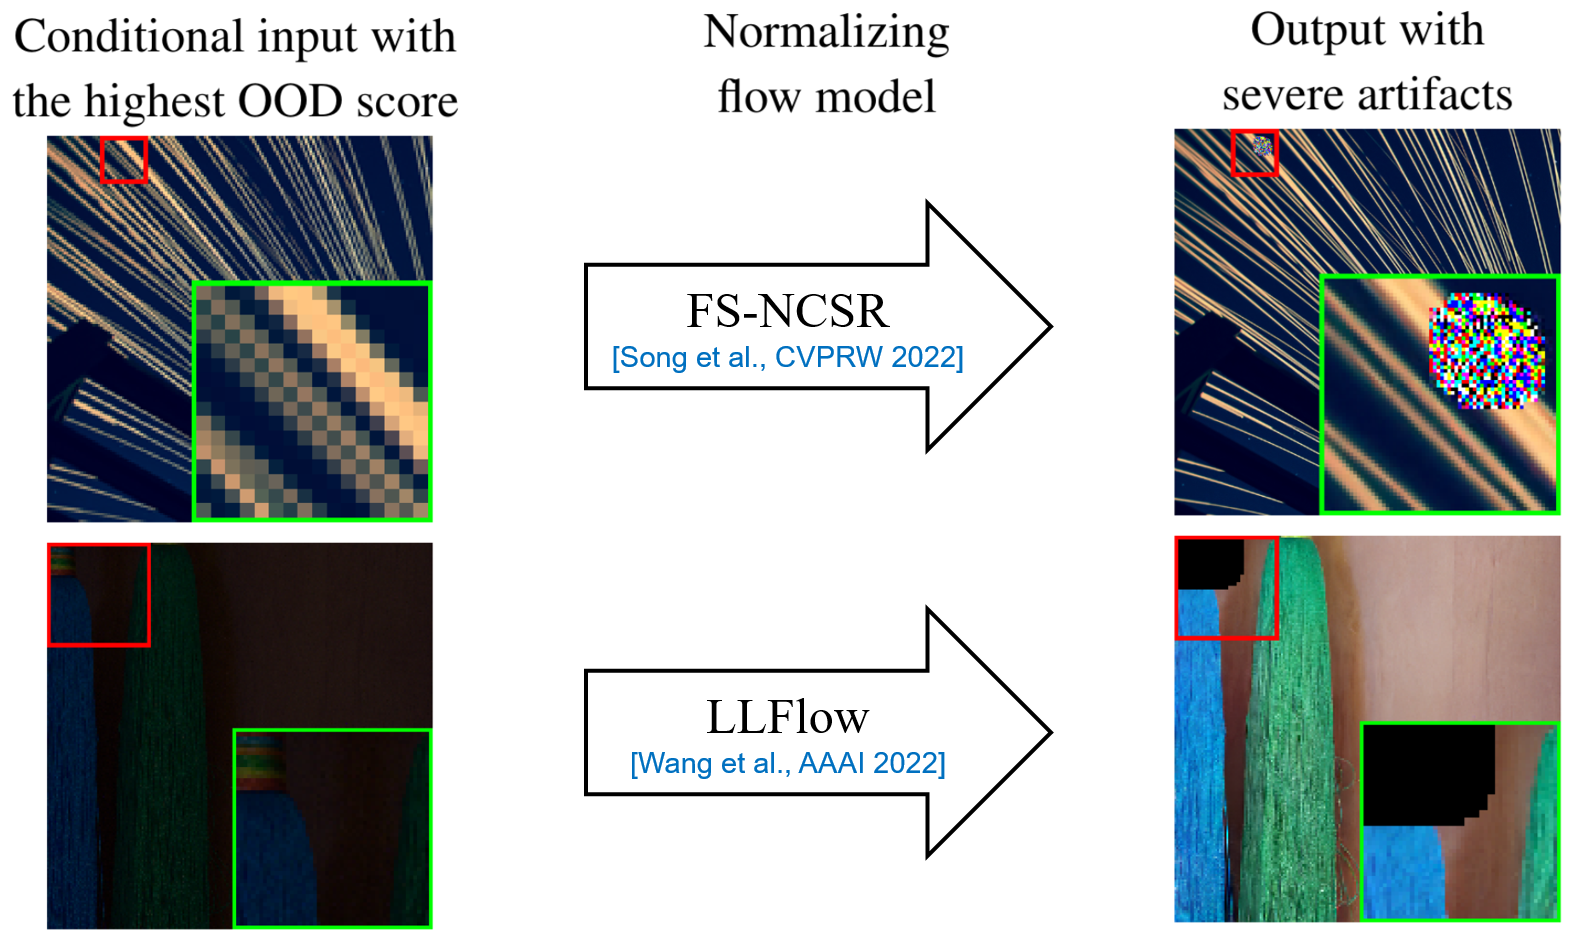 Conditional input with
the highest OOD score
Normalizing
flow model
Output with
severe artifacts
FS-NCSR
[Song et al., CVPRW 2022]
LLFlow
[Wang et al., AAAI 2022]